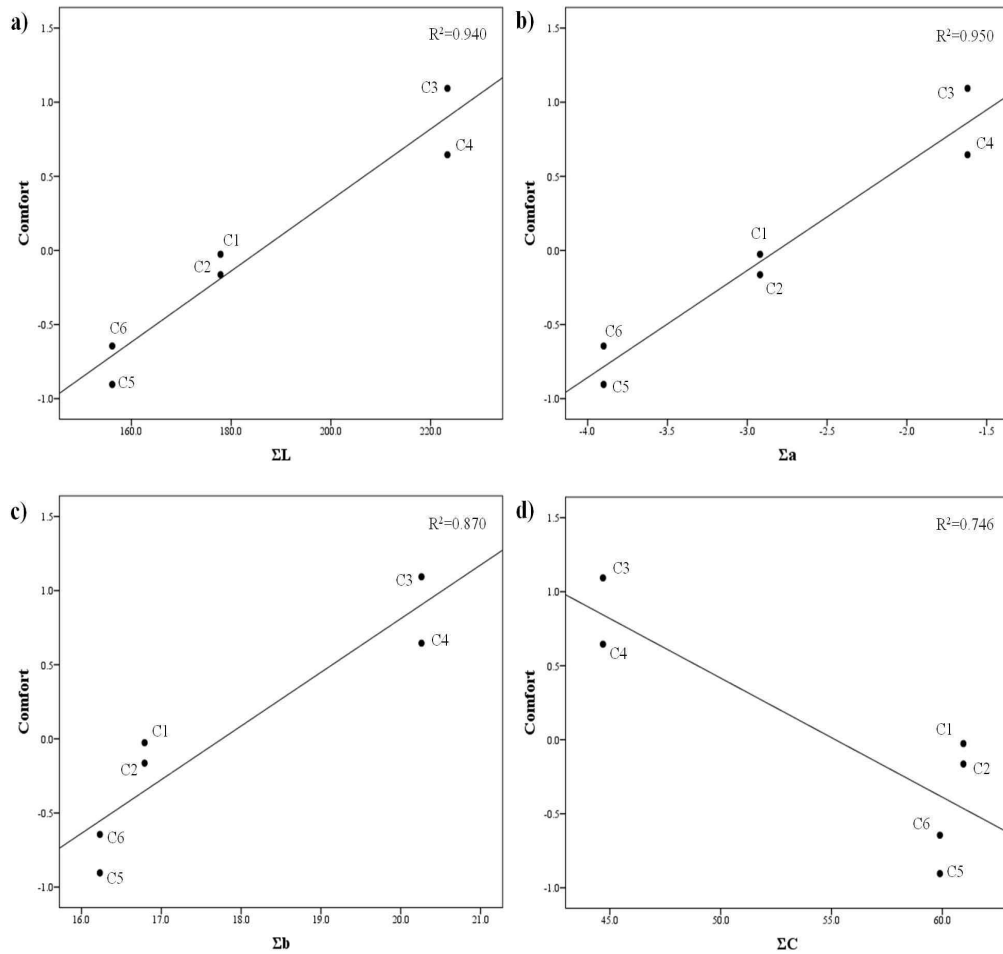 a)
R²=0.940
1.5
1.0
0.5
0.0
-0.5
-1.0
Comfort
C3
C4
C1
C2
C6
C5
160.0 180.0 200.0 220.0
ΣL
b)
R²=0.950
1.5
1.0
0.5
0.0
-0.5
-1.0
Comfort
C3
C4
C1
C2
C6
C5
-4.0 -3.5 -3.0 -2.5 -2.0 -1.5
Σa
c)
R²=0.870
1.5
1.0
0.5
0.0
-0.5
-1.0
Comfort
C3
C4
C1
C2
C6
C5
16.0 17.0 18.0 19.0 20.0 21.0
Σb
d)
R²=0.746
1.5
1.0
0.5
0.0
-0.5
-1.0
Comfort
C3
C4
C1
C2
C6
C5
45.0 50.0 55.0 60.0
ΣC